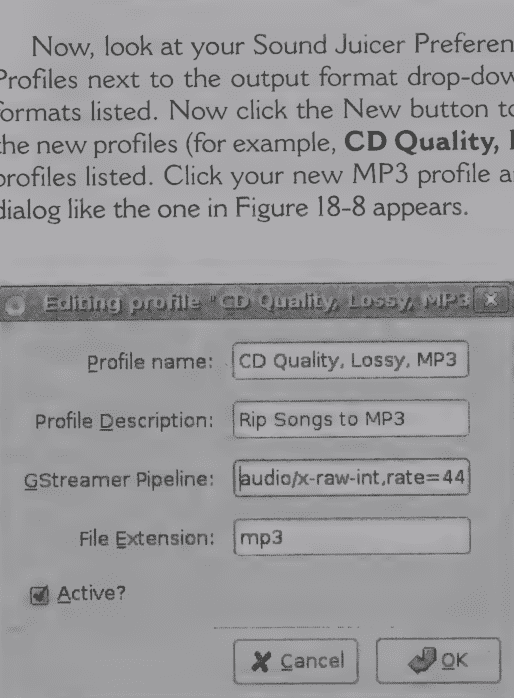 Now, look at your Sound Juicer Preferen
Profiles next to the output format drop-dow
formats listed. Now click the New button to
the new profiles (for example, CD Quality,
profiles listed. Click your new MP3 profile a
dialog like the one in Figure 18-8 appears.
Editing profile "CD Quality, Lossy, MP3
Profile name: CD Quality, Lossy, MP3
Profile Description: Rip Songs to MP3
GStreamer Pipeline: audio/x-raw-int,rate=44
File Extension: mp3
Active?
Cancel OK